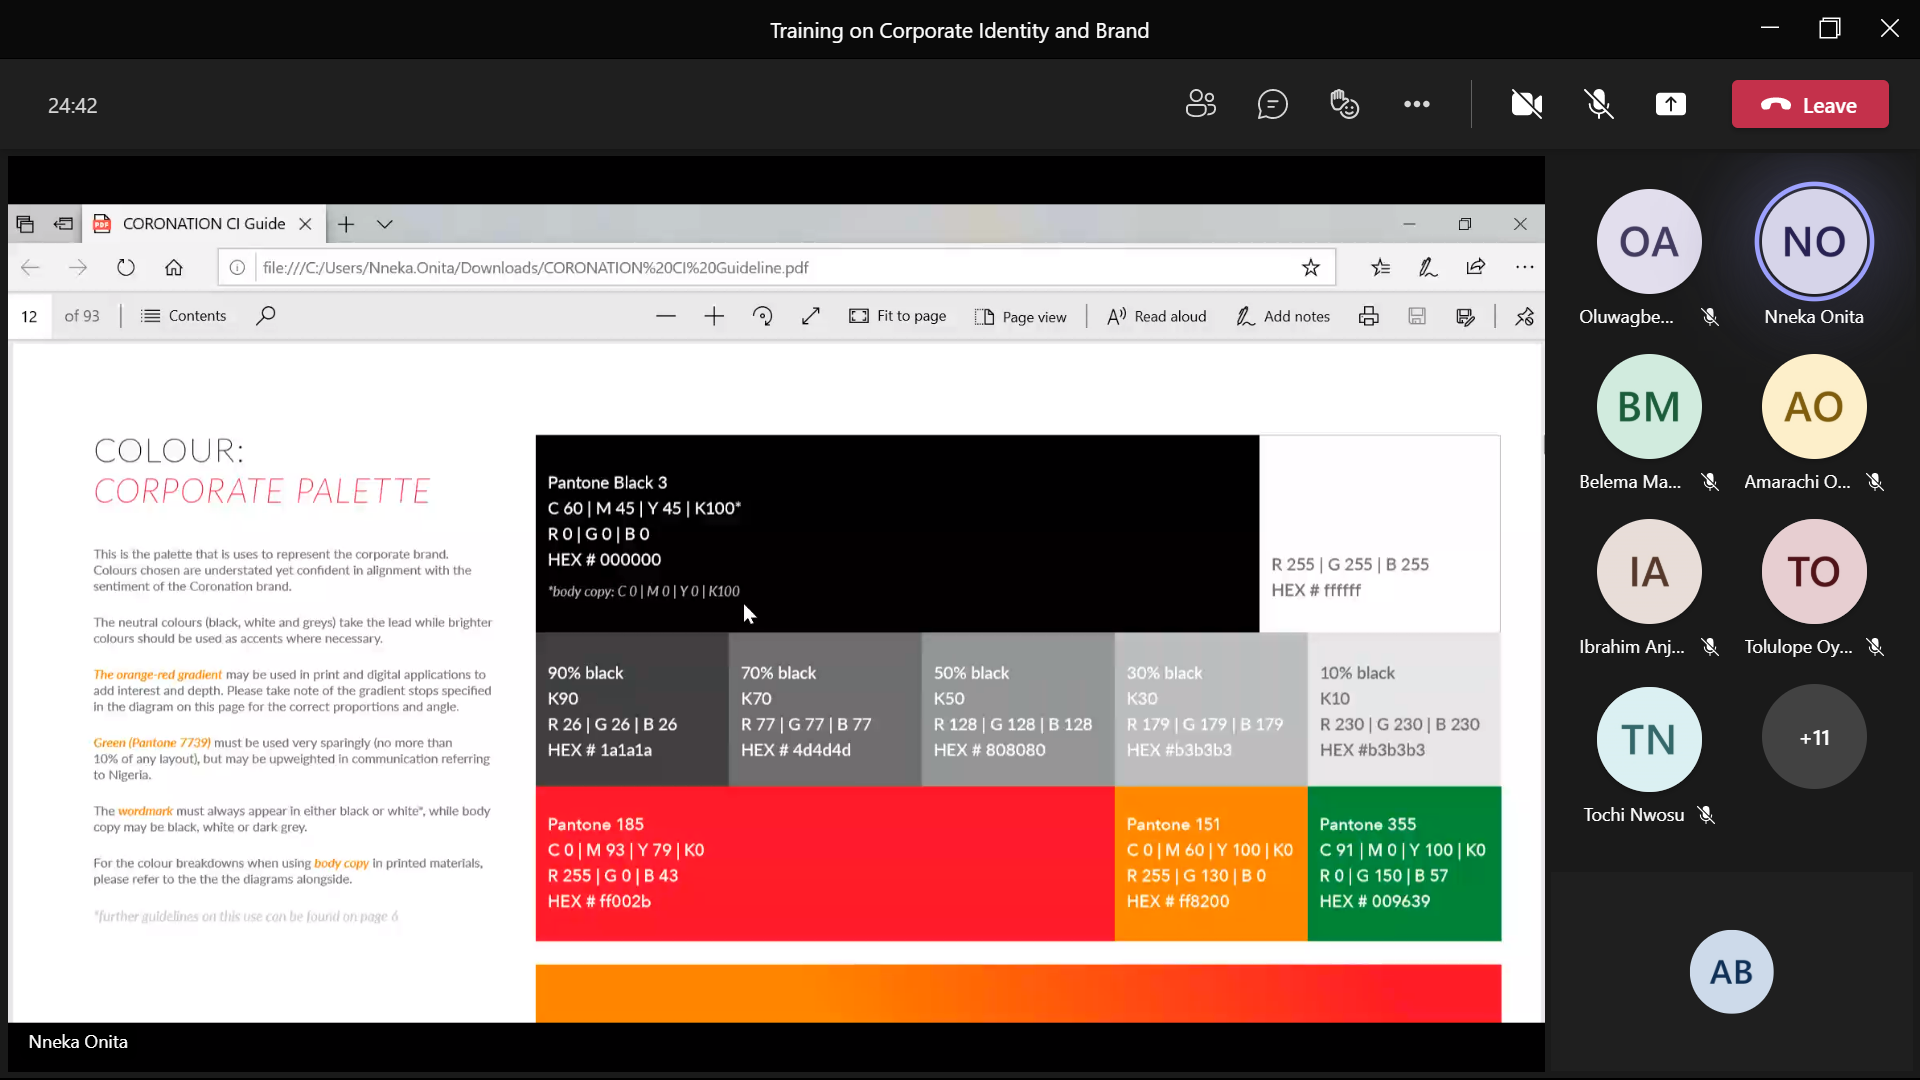 Training on Corporate Identity and Brand
24:42
Leave
CORONATION CI Guide
file:///C:/Users/Nneka.Onita/Downloads/CORONATION%20CI%20Guideline.pdf
12 of 93 Contents Fit to page Page view Read aloud Add notes
COLOUR:
CORPORATE PALETTE
This is the palette that is uses to represent the corporate brand.
Colours chosen are understated yet confident in alignment with the
sentiment of the Coronation brand.
The neutral colours (black, white and greys) take the lead while brighter
colours should be used as accents where necessary.
The orange-red gradient may be used in print and digital applications to
add interest and depth. Please take note of the gradient stops specified
in the diagram on this page for the correct proportions and angle.
Green (Pantone 7739) must be used very sparingly (no more than
10% of any layout), but may be upweighted in communication referring
to Nigeria.
The wordmark must always appear in either black or white*, while body
copy may be black, white or dark grey.
For the colour breakdowns when using body copy in printed materials,
please refer to the the the diagrams alongside.
*further guidelines on this use can be found on page 6
Pantone Black 3
C 60 | M 45 | Y 45 | K100*
R 0 | G 0 | B 0
HEX # 000000
*body copy: C 0 | M 0 | Y 0 | K100
R 255 | G 255 | B 255
HEX # ffffff
90% black
K90
R 26 | G 26 | B 26
HEX # 1a1a1a
70% black
K70
R 77 | G 77 | B 77
HEX # 4d4d4d
50% black
K50
R 128 | G 128 | B 128
HEX # 808080
30% black
K30
R 179 | G 179 | B 179
HEX #b3b3b3
10% black
K10
R 230 | G 230 | B 230
HEX #b3b3b3
Pantone 185
C 0 | M 93 | Y 79 | K0
R 255 | G 0 | B 43
HEX # ff002b
Pantone 151
C 0 | M 60 | Y 100 | K0
R 255 | G 130 | B 0
HEX # ff8200
Pantone 355
C 91 | M 0 | Y 100 | K0
R 0 | G 150 | B 57
HEX # 009639
Nneka Onita
OA
Oluwagbe...
NO
Nneka Onita
BM
Belema Ma...
AO
Amarachi O...
IA
Ibrahim Anj...
TO
Tolulope Oy...
TN
Tochi Nwosu
+11
AB